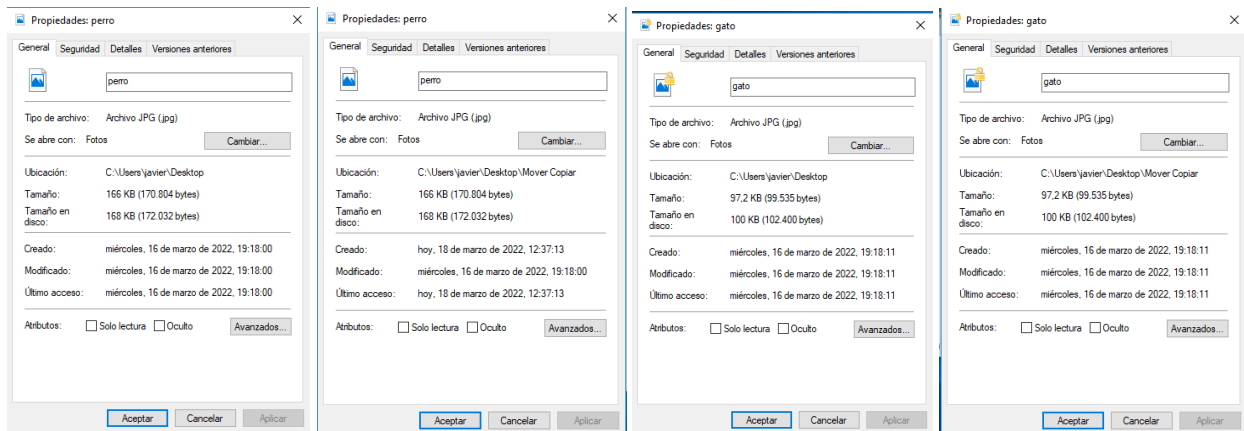 Propiedades: perro
General Seguridad Detalles Versiones anteriores
perro
Tipo de archivo: Archivo JPG (.jpg)
Se abre con: Fotos Cambiar...
Ubicación: C:\Users\javier\Desktop
Tamaño: 166 KB (170.804 bytes)
Tamaño en disco: 168 KB (172.032 bytes)
Creado: miércoles, 16 de marzo de 2022, 19:18:00
Modificado: miércoles, 16 de marzo de 2022, 19:18:00
Último acceso: miércoles, 16 de marzo de 2022, 19:18:00
Atributos: Solo lectura Oculto Avanzados...
Aceptar Cancelar Aplicar
Propiedades: perro
General Seguridad Detalles Versiones anteriores
perro
Tipo de archivo: Archivo JPG (.jpg)
Se abre con: Fotos Cambiar...
Ubicación: C:\Users\javier\Desktop\Mover Copiar
Tamaño: 166 KB (170.804 bytes)
Tamaño en disco: 168 KB (172.032 bytes)
Creado: hoy, 18 de marzo de 2022, 12:37:13
Modificado: miércoles, 16 de marzo de 2022, 19:18:00
Último acceso: hoy, 18 de marzo de 2022, 12:37:13
Atributos: Solo lectura Oculto Avanzados...
Aceptar Cancelar Aplicar
Propiedades: gato
General Seguridad Detalles Versiones anteriores
gato
Tipo de archivo: Archivo JPG (.jpg)
Se abre con: Fotos Cambiar...
Ubicación: C:\Users\javier\Desktop
Tamaño: 97,2 KB (99.535 bytes)
Tamaño en disco: 100 KB (102.400 bytes)
Creado: miércoles, 16 de marzo de 2022, 19:18:11
Modificado: miércoles, 16 de marzo de 2022, 19:18:11
Último acceso: miércoles, 16 de marzo de 2022, 19:18:11
Atributos: Solo lectura Oculto Avanzados...
Aceptar Cancelar Aplicar
Propiedades: gato
General Seguridad Detalles Versiones anteriores
gato
Tipo de archivo: Archivo JPG (.jpg)
Se abre con: Fotos Cambiar...
Ubicación: C:\Users\javier\Desktop\Mover Copiar
Tamaño: 97,2 KB (99.535 bytes)
Tamaño en disco: 100 KB (102.400 bytes)
Creado: miércoles, 16 de marzo de 2022, 19:18:11
Modificado: miércoles, 16 de marzo de 2022, 19:18:11
Último acceso: miércoles, 16 de marzo de 2022, 19:18:11
Atributos: Solo lectura Oculto Avanzados...
Aceptar Cancelar Aplicar